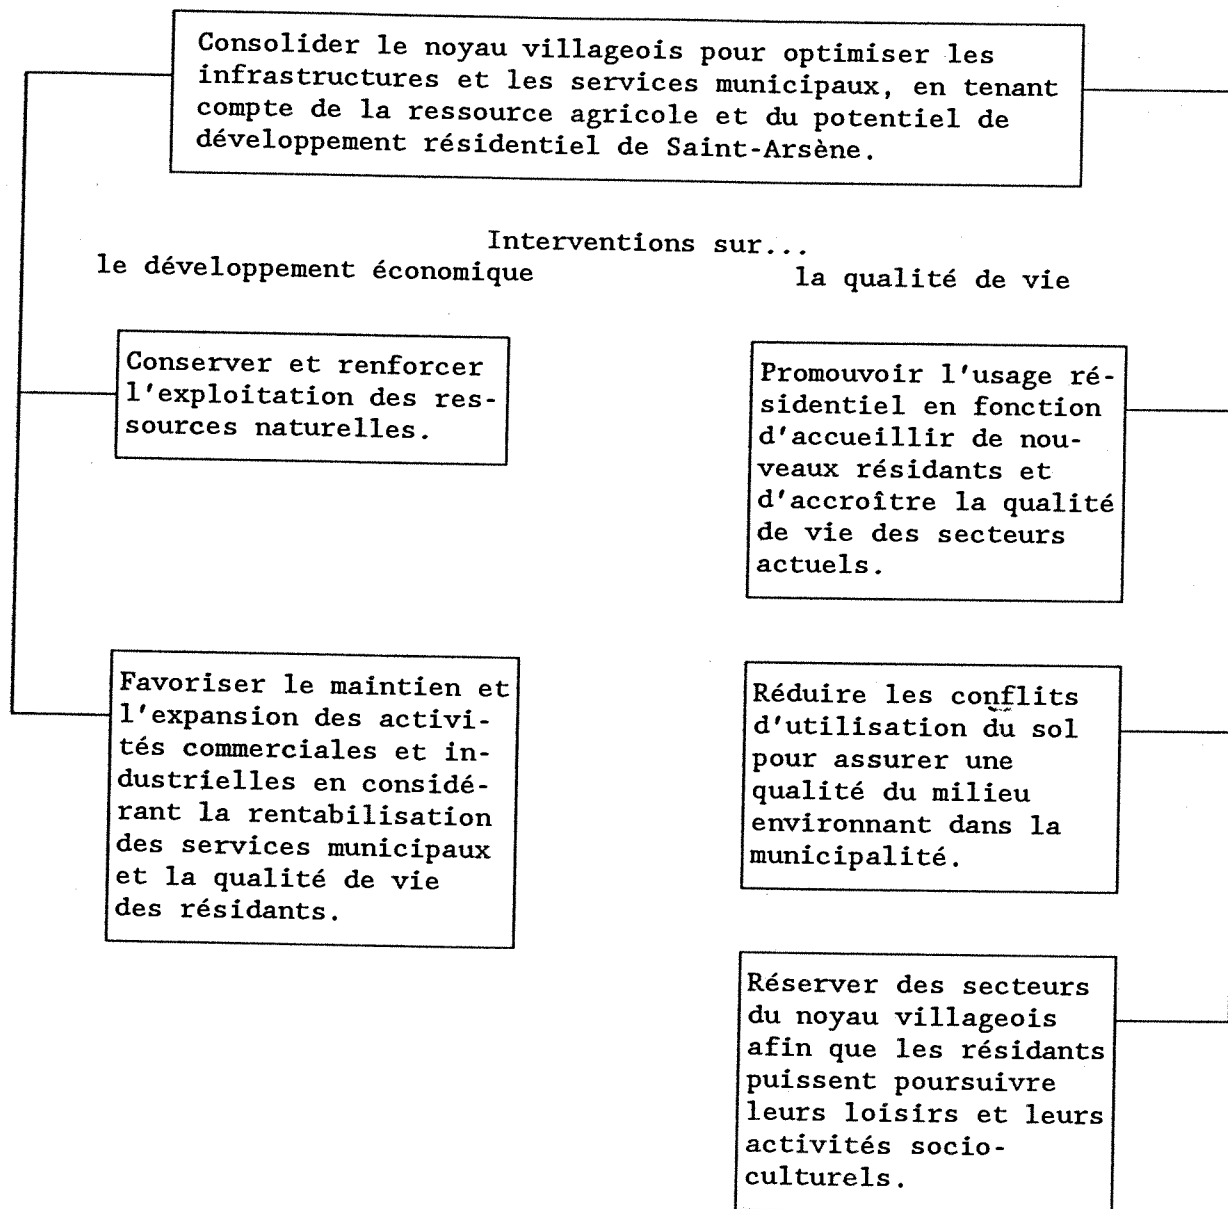 Consolider le noyau villageois pour optimiser les
infrastructures et les services municipaux, en tenant
compte de la ressource agricole et du potentiel de
développement résidentiel de Saint-Arsène.
Interventions sur...
le développement économique
la qualité de vie
Conserver et renforcer
l'exploitation des res-
sources naturelles.
Favoriser le maintien et
l'expansion des activi-
tés commerciales et in-
dustrielles en considé-
rant la rentabilisation
des services municipaux
et la qualité de vie
des résidants.
Promouvoir l'usage ré-
sidentiel en fonction
d'accueillir de nou-
veaux résidants et
d'accroître la qualité
de vie des secteurs
actuels.
Réduire les conflits
d'utilisation du sol
pour assurer une
qualité du milieu
environnant dans la
municipalité.
Réserver des secteurs
du noyau villageois
afin que les résidants
puissent poursuivre
leurs loisirs et leurs
activités socio-
culturels.